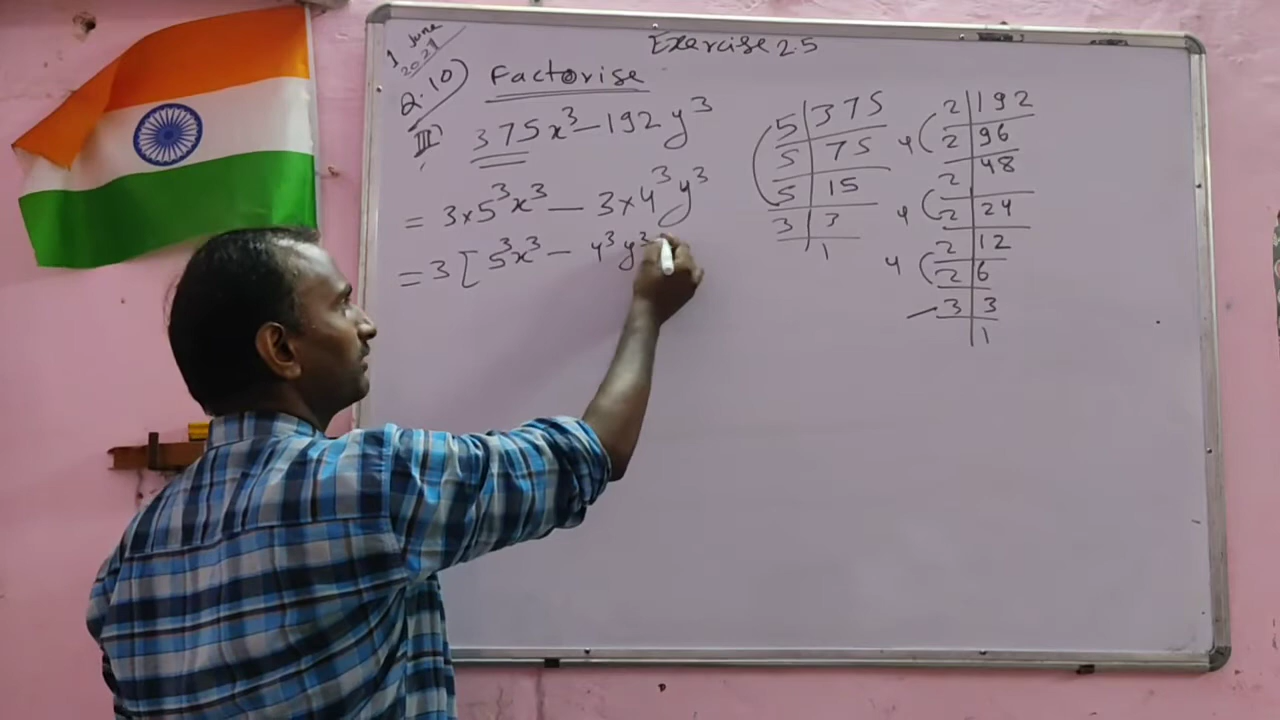 Exercise 2.5
1 June 2021
Q.10) Factorise
III) 375x³ - 192y³
= 3×5³x³ - 3×4³y³
= 3[5³x³ - 4³y³
5 | 375
5 | 75
5 | 15
3 | 3
1
2 | 192
4 2 | 96
2 | 48
4 2 | 24
2 | 12
4 2 | 6
3 | 3
1